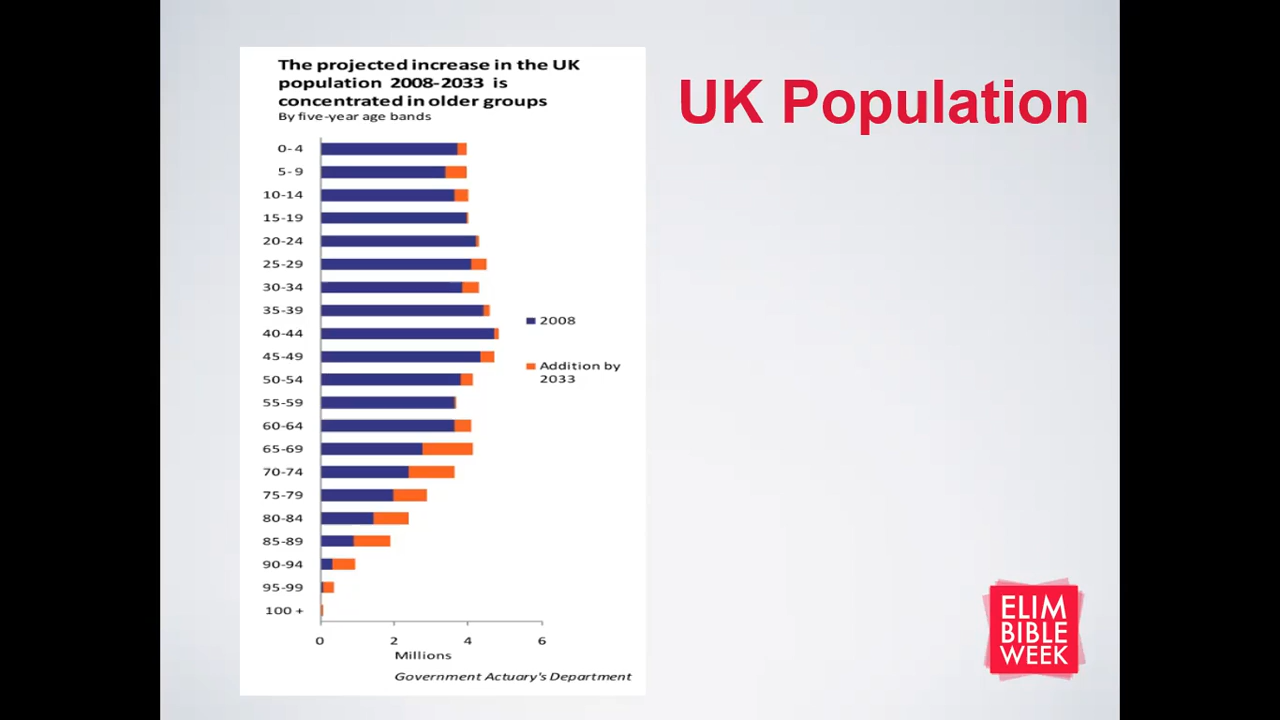 The projected increase in the UK
population 2008-2033 is
concentrated in older groups
By five-year age bands
UK Population
0-4
5-9
10-14
15-19
20-24
25-29
30-34
35-39
40-44
45-49
50-54
55-59
60-64
65-69
70-74
75-79
80-84
85-89
90-94
95-99
100 +
2008
Addition by
2033
0 2 4 6
Millions
Government Actuary's Department
ELIM
BIBLE
WEEK